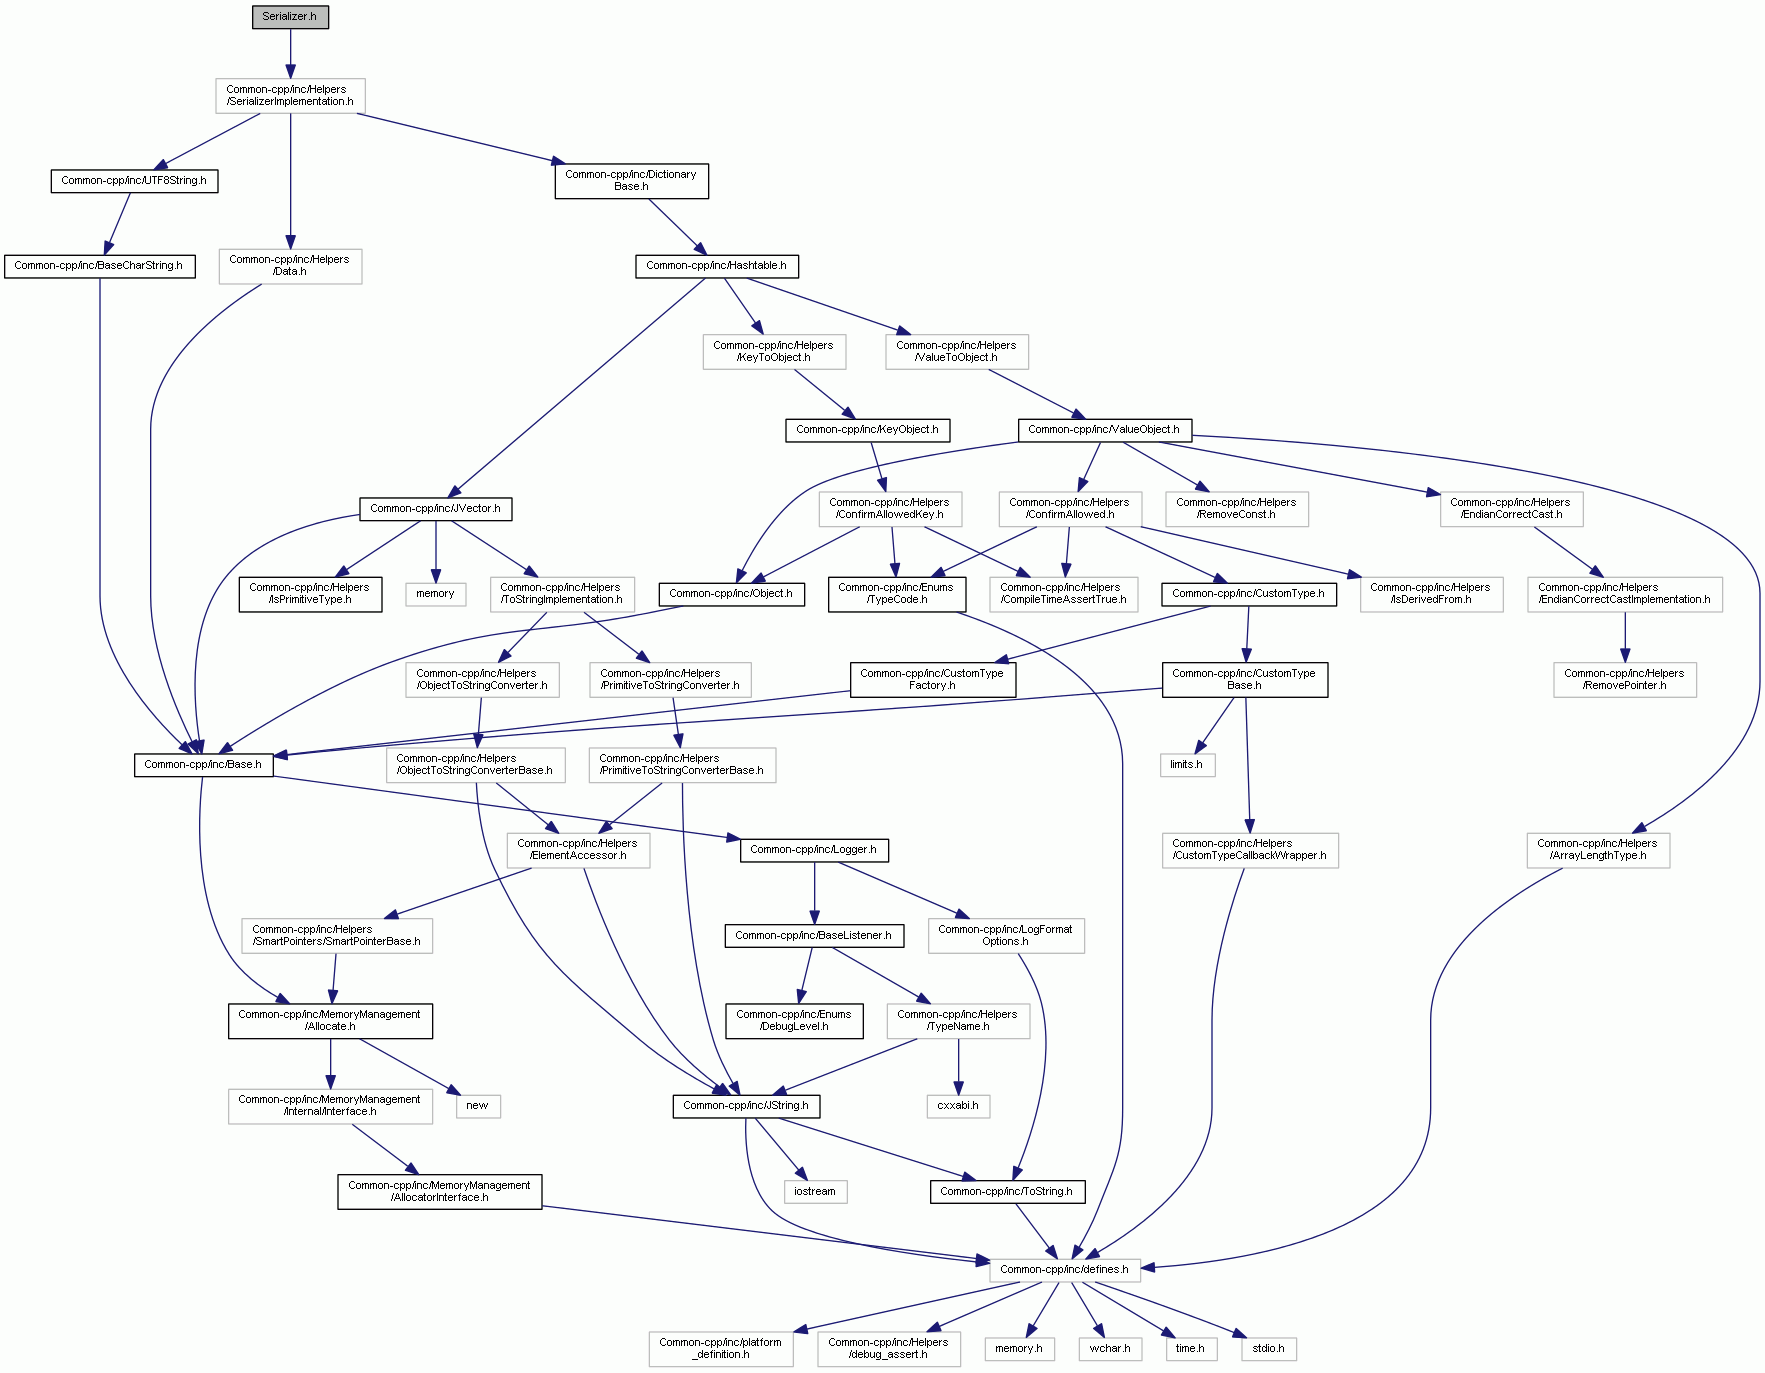 Serializer.h
Common-cpp/inc/Helpers
/SerializerImplementation.h
Common-cpp/inc/UTF8String.h
Common-cpp/inc/Dictionary
Base.h
Common-cpp/inc/BaseCharString.h
Common-cpp/inc/Helpers
/Data.h
Common-cpp/inc/Hashtable.h
Common-cpp/inc/Helpers
/KeyToObject.h
Common-cpp/inc/Helpers
/ValueToObject.h
Common-cpp/inc/KeyObject.h
Common-cpp/inc/ValueObject.h
Common-cpp/inc/JVector.h
Common-cpp/inc/Helpers
/ConfirmAllowedKey.h
Common-cpp/inc/Helpers
/ConfirmAllowed.h
Common-cpp/inc/Helpers
/RemoveConst.h
Common-cpp/inc/Helpers
/EndianCorrectCast.h
Common-cpp/inc/Helpers
/IsPrimitiveType.h
memory
Common-cpp/inc/Helpers
/ToStringImplementation.h
Common-cpp/inc/Object.h
Common-cpp/inc/Enums
/TypeCode.h
Common-cpp/inc/Helpers
/CompileTimeAssertTrue.h
Common-cpp/inc/CustomType.h
Common-cpp/inc/Helpers
/IsDerivedFrom.h
Common-cpp/inc/Helpers
/EndianCorrectCastImplementation.h
Common-cpp/inc/Helpers
/ObjectToStringConverter.h
Common-cpp/inc/Helpers
/PrimitiveToStringConverter.h
Common-cpp/inc/CustomType
Factory.h
Common-cpp/inc/CustomType
Base.h
Common-cpp/inc/Helpers
/RemovePointer.h
Common-cpp/inc/Base.h
Common-cpp/inc/Helpers
/ObjectToStringConverterBase.h
Common-cpp/inc/Helpers
/PrimitiveToStringConverterBase.h
limits.h
Common-cpp/inc/Helpers
/ElementAccessor.h
Common-cpp/inc/Logger.h
Common-cpp/inc/Helpers
/CustomTypeCallbackWrapper.h
Common-cpp/inc/Helpers
/ArrayLengthType.h
Common-cpp/inc/Helpers
/SmartPointers/SmartPointerBase.h
Common-cpp/inc/BaseListener.h
Common-cpp/inc/LogFormat
Options.h
Common-cpp/inc/MemoryManagement
/Allocate.h
Common-cpp/inc/Enums
/DebugLevel.h
Common-cpp/inc/Helpers
/TypeName.h
Common-cpp/inc/MemoryManagement
/Internal/Interface.h
new
Common-cpp/inc/JString.h
cxxabi.h
Common-cpp/inc/MemoryManagement
/AllocatorInterface.h
iostream
Common-cpp/inc/ToString.h
Common-cpp/inc/defines.h
Common-cpp/inc/platform
_definition.h
Common-cpp/inc/Helpers
/debug_assert.h
memory.h
wchar.h
time.h
stdio.h